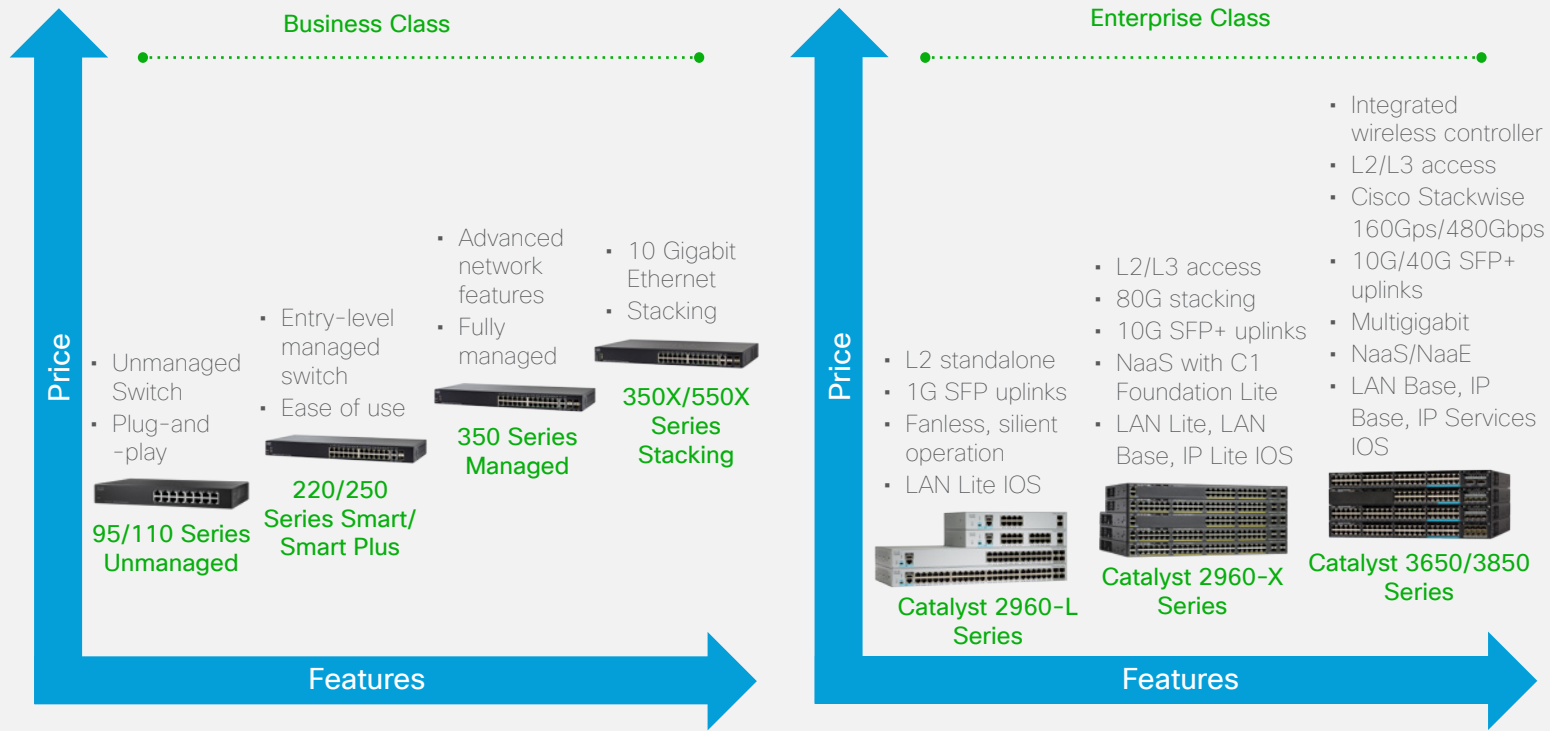 Business Class
Price
▪ Unmanaged
Switch
▪ Plug-and
-play
95/110 Series
Unmanaged
▪ Entry-level
managed
switch
▪ Ease of use
220/250
Series Smart/
Smart Plus
▪ Advanced
network
features
▪ Fully
managed
350 Series
Managed
▪ 10 Gigabit
Ethernet
▪ Stacking
350X/550X
Series
Stacking
Features
Enterprise Class
Price
▪ L2 standalone
▪ 1G SFP uplinks
▪ Fanless, silient
operation
▪ LAN Lite IOS
Catalyst 2960-L
Series
▪ L2/L3 access
▪ 80G stacking
▪ 10G SFP+ uplinks
▪ NaaS with C1
Foundation Lite
▪ LAN Lite, LAN
Base, IP Lite IOS
Catalyst 2960-X
Series
▪ Integrated
wireless controller
▪ L2/L3 access
▪ Cisco Stackwise
160Gps/480Gbps
▪ 10G/40G SFP+
uplinks
▪ Multigigabit
▪ NaaS/NaaE
▪ LAN Base, IP
Base, IP Services
IOS
Catalyst 3650/3850
Series
Features